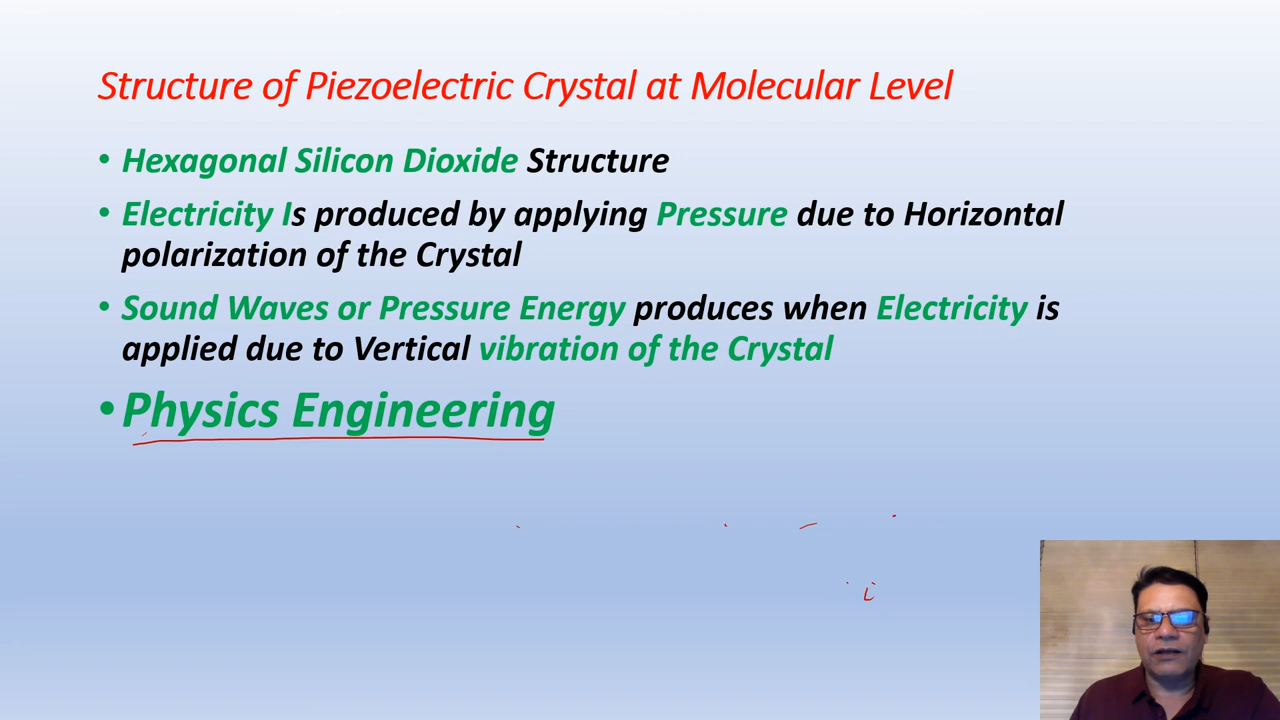 Structure of Piezoelectric Crystal at Molecular Level
• Hexagonal Silicon Dioxide Structure
• Electricity Is produced by applying Pressure due to Horizontal
polarization of the Crystal
• Sound Waves or Pressure Energy produces when Electricity is
applied due to Vertical vibration of the Crystal
• Physics Engineering